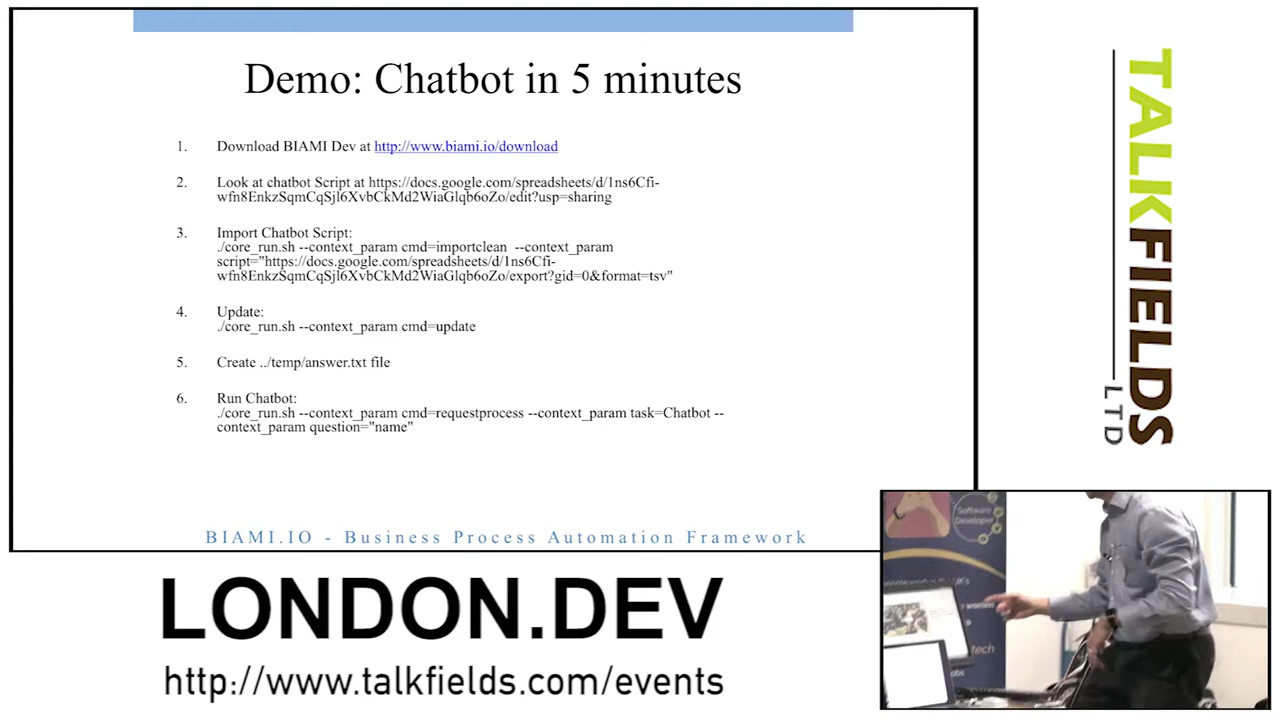 Demo: Chatbot in 5 minutes
1. Download BIAMI Dev at http://www.biami.io/download
2. Look at chatbot Script at https://docs.google.com/spreadsheets/d/1ns6Cfi-
wfn8EnkzSqmCqSjl6XvbCkMd2WiaGlqb6oZo/edit?usp=sharing
3. Import Chatbot Script:
./core_run.sh --context_param cmd=importclean --context_param
script="https://docs.google.com/spreadsheets/d/1ns6Cfi-
wfn8EnkzSqmCqSjl6XvbCkMd2WiaGlqb6oZo/export?gid=0&format=tsv"
4. Update:
./core_run.sh --context_param cmd=update
5. Create ../temp/answer.txt file
6. Run Chatbot:
./core_run.sh --context_param cmd=requestprocess --context_param task=Chatbot --
context_param question="name"
BIAMI.IO - Business Process Automation Framework
TALKFIELDS
LTD
Software
Developer
women
LONDON.DEV
http://www.talkfields.com/events